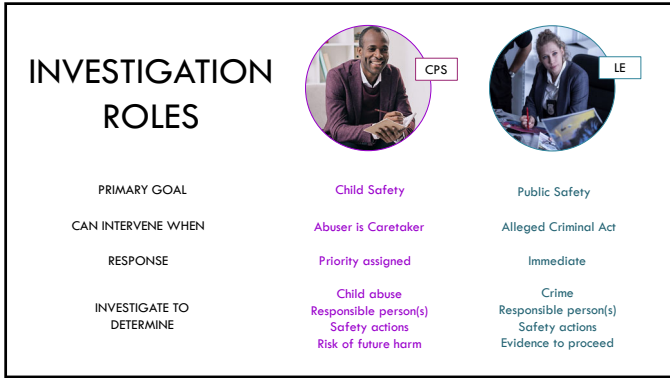 INVESTIGATION
ROLES
CPS
LE
PRIMARY GOAL
Child Safety
Public Safety
CAN INTERVENE WHEN
Abuser is Caretaker
Alleged Criminal Act
RESPONSE
Priority assigned
Immediate
INVESTIGATE TO
DETERMINE
Child abuse
Responsible person(s)
Safety actions
Risk of future harm
Crime
Responsible person(s)
Safety actions
Evidence to proceed